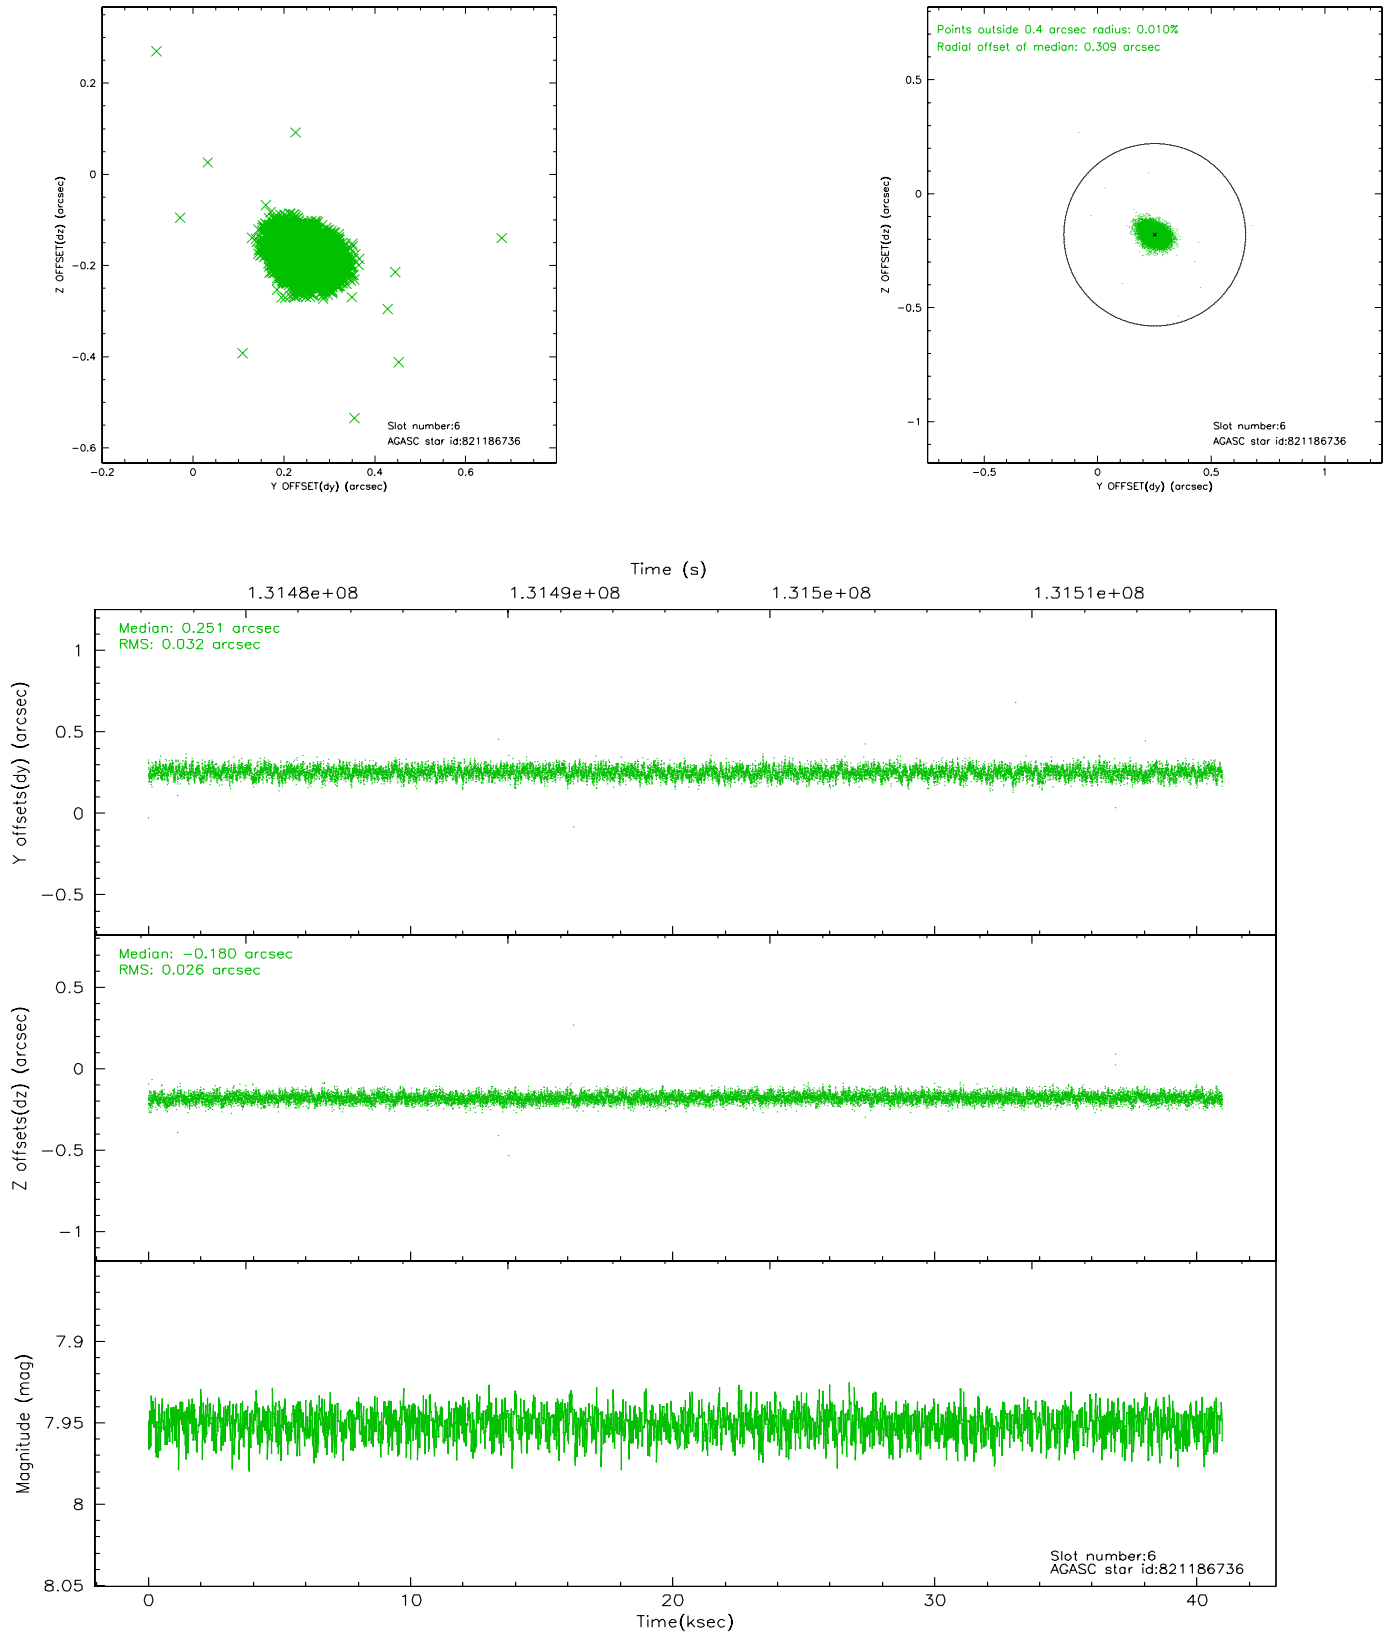 0.2
0
−0.2
−0.4
−0.6
Z OFFSET(dz) (arcsec)
Slot number:6
AGASC star id:821186736
−0.2 0 0.2 0.4 0.6
Y OFFSET(dy) (arcsec)
Points outside 0.4 arcsec radius: 0.010%
Radial offset of median: 0.309 arcsec
0.5
0
−0.5
−1
Z OFFSET(dz) (arcsec)
Slot number:6
AGASC star id:821186736
−0.5 0 0.5 1
Y OFFSET(dy) (arcsec)
Time (s)
1.3148e+08 1.3149e+08 1.315e+08 1.3151e+08
Median: 0.251 arcsec
RMS: 0.032 arcsec
1
0.5
0
−0.5
Y offsets(dy) (arcsec)
Median: −0.180 arcsec
RMS: 0.026 arcsec
0.5
0
−0.5
−1
Z offsets(dz) (arcsec)
7.9
7.95
8
8.05
Magnitude (mag)
Slot number:6
AGASC star id:821186736
0 10 20 30 40
Time(ksec)